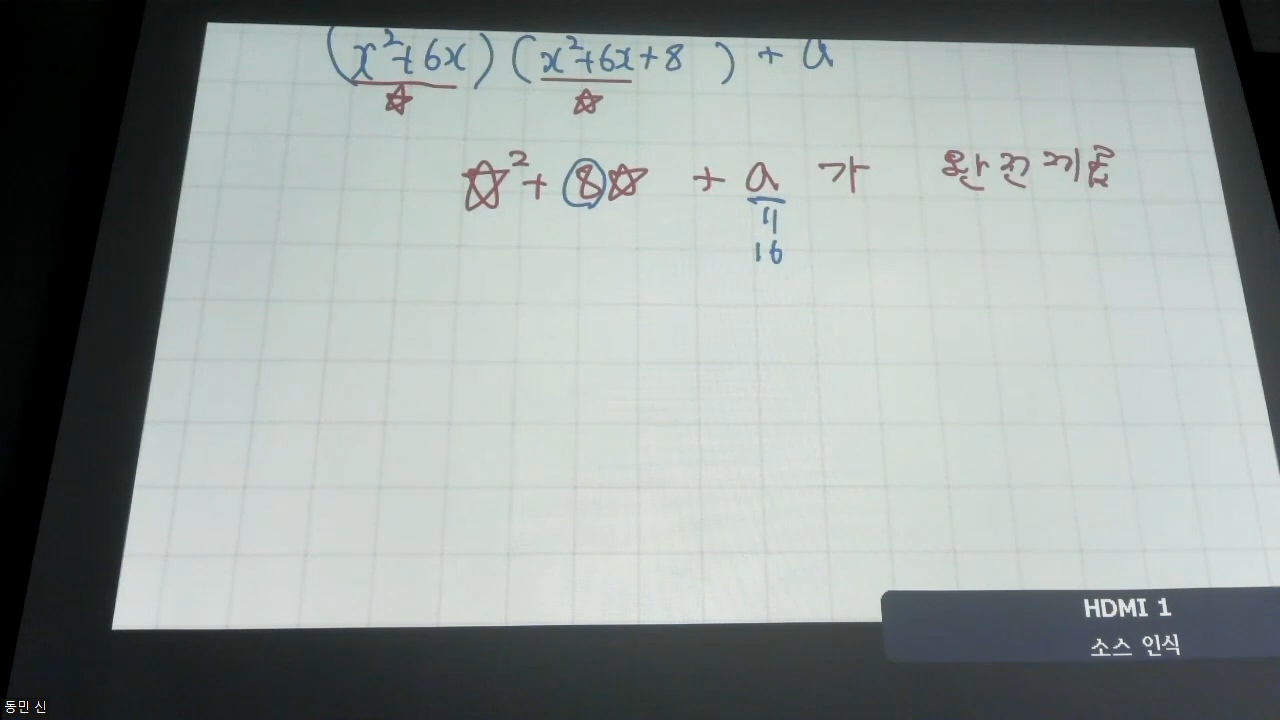 (x²+6x)(x²+6x+8) + a
☆ ☆
☆² + 8☆ + a 가 완전제곱
=
16
HDMI 1
소스 인식
동민 신